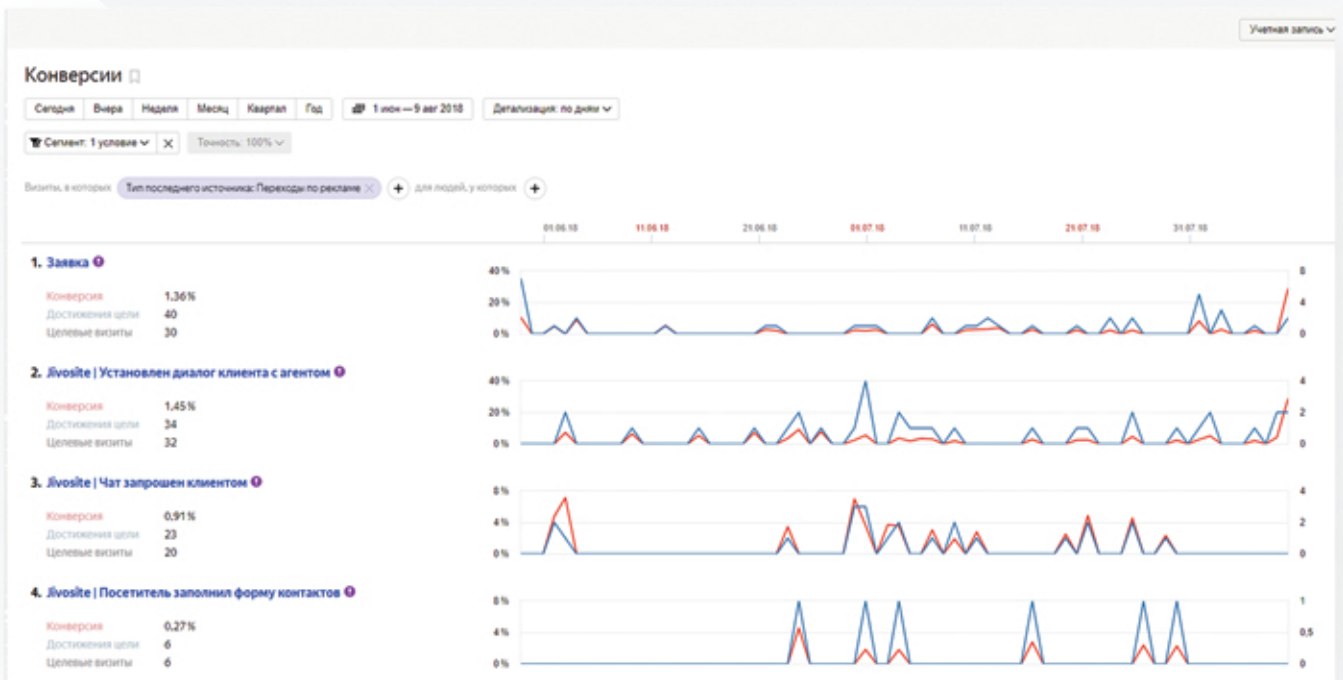 Учетная запись
Конверсии
Сегодня Вчера Неделя Месяц Квартал Год 1 июн — 9 авг 2018 Детализация: по дням
Сегмент: 1 условие × Точность: 100%
Визиты, в которых Тип последнего источника: Переходы по рекламе × + для людей, у которых +
01.06.18 11.06.18 21.06.18 01.07.18 11.07.18 21.07.18 31.07.18
1. Заявка
Конверсия 1,36%
Достижения цели 40
Целевые визиты 30
40% 8
20% 4
0% 0
2. Jivosite | Установлен диалог клиента с агентом
Конверсия 1,45%
Достижения цели 34
Целевые визиты 32
40% 4
20% 2
0% 0
3. Jivosite | Чат запрошен клиентом
Конверсия 0,91%
Достижения цели 23
Целевые визиты 20
8% 4
4% 2
0% 0
4. Jivosite | Посетитель заполнил форму контактов
Конверсия 0,27%
Достижения цели 6
Целевые визиты 6
8% 1
4% 0,5
0% 0